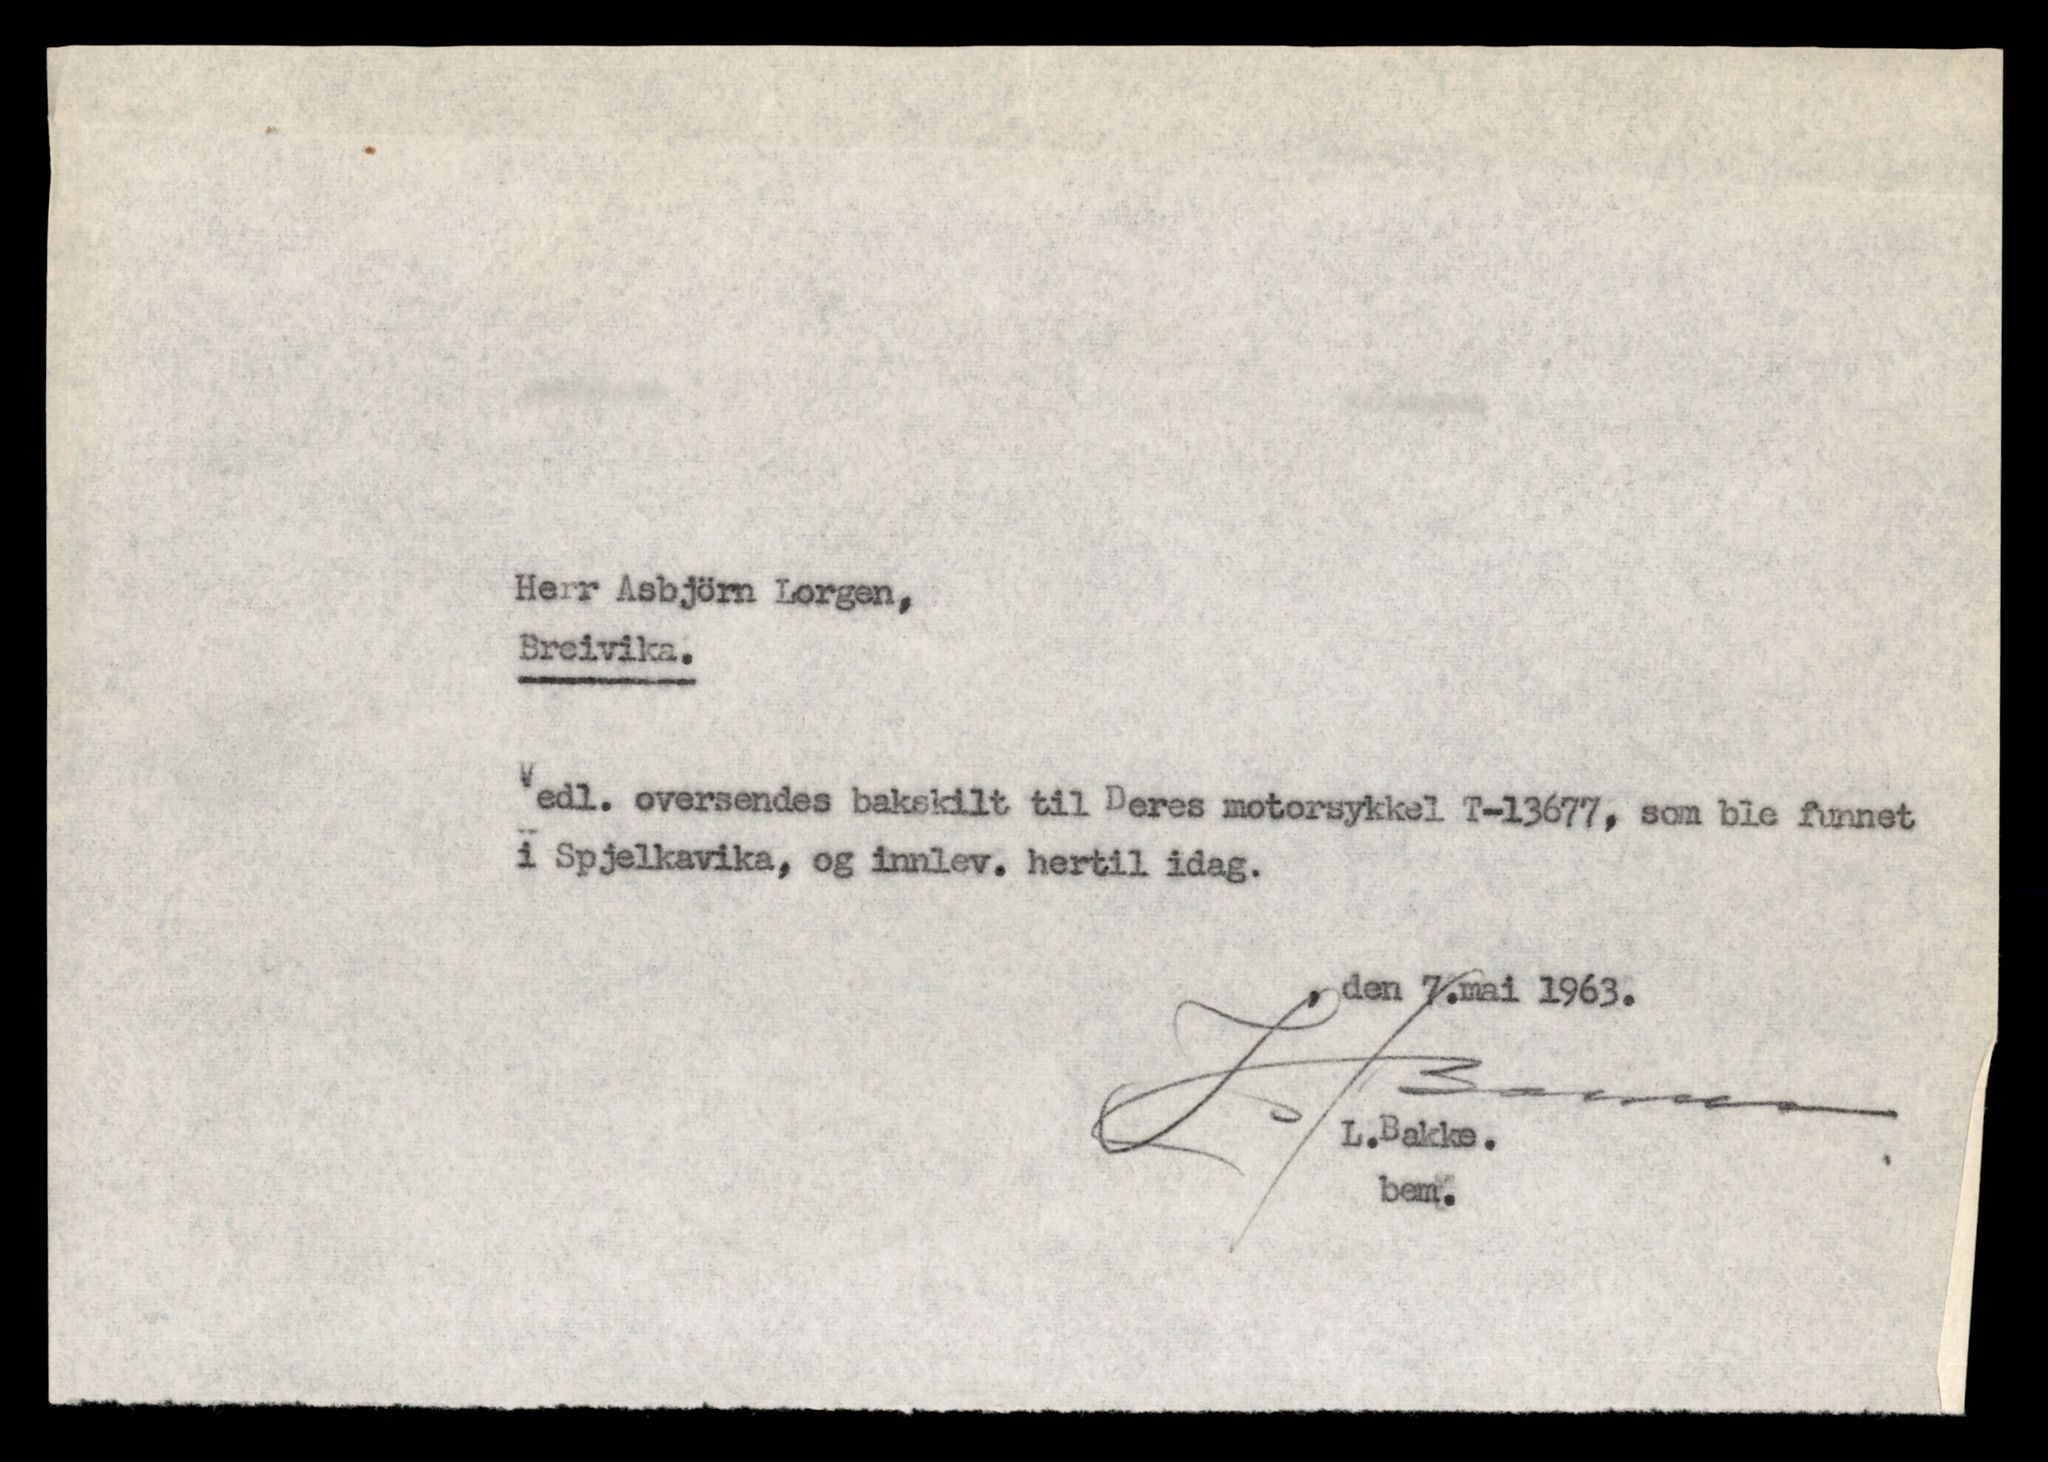 Herr Asbjörn Lorgen,
Breivika.
Vedl. oversendes bakskilt til Deres motorsykkel T-13677, som ble funnet
i Spjelkavika, og innlev. hertil idag.
, den 7.mai 1963.
L.Bakke.
bem.